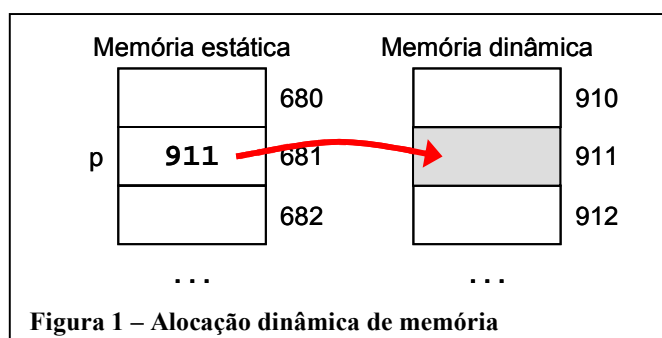 Memória estática Memória dinâmica
680 910
p 911 681 911
682 912
... ...
Figura 1 – Alocação dinâmica de memória